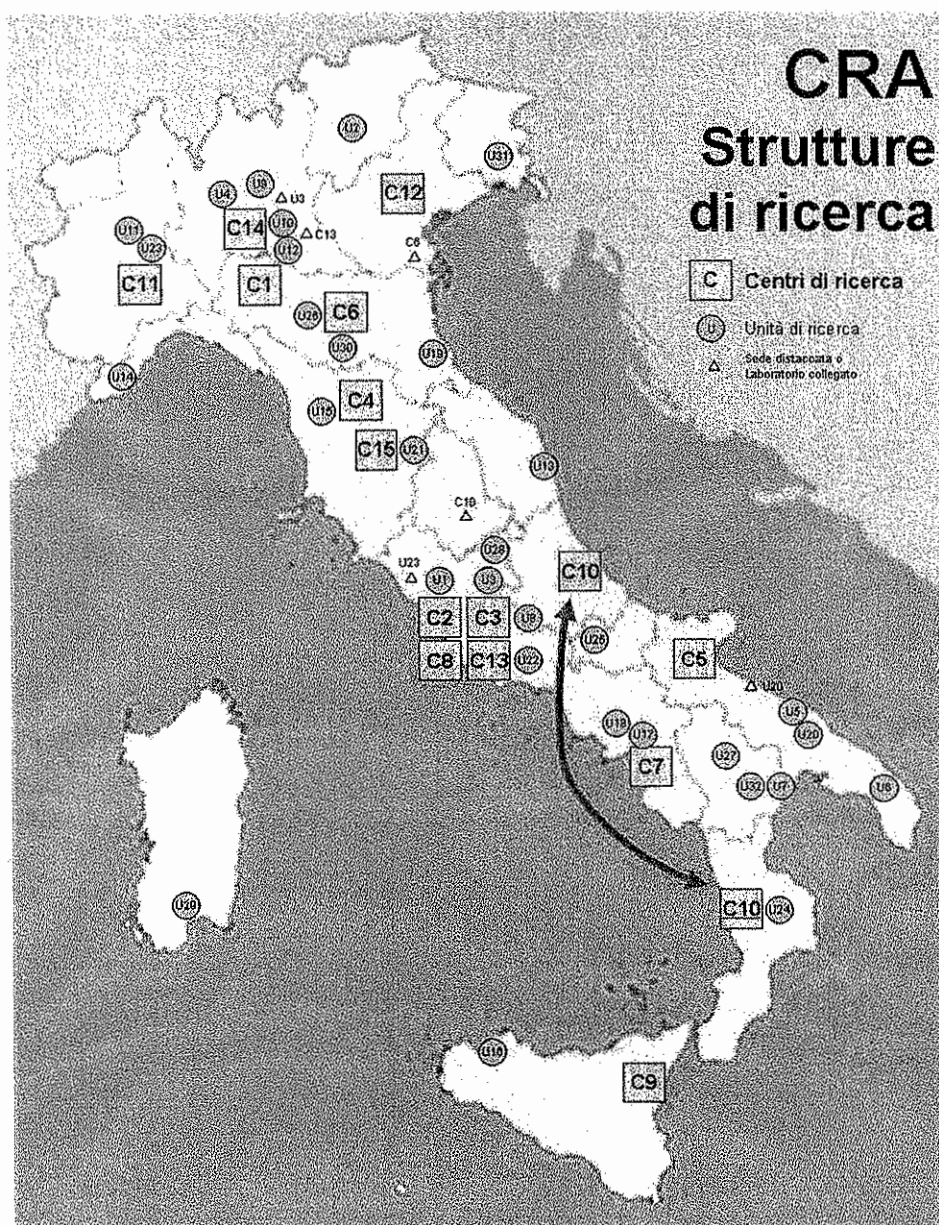 CRA
Strutture
di ricerca
C Centri di ricerca
U Unità di ricerca
Sede distaccata o
Laboratorio collegato
U2
U31
C12
U4
U9
U3
C14
U10
C13
U12
U11
U23
C11
C1
C6
U26
C6
U30
U19
U14
C4
U15
C15
U21
U13
C10
U28
U23
U1
U3
C10
C2
C3
U8
U25
C8
C13
U22
C5
U20
U5
U20
U18
U17
C7
U27
U32
U7
U6
U29
C10
U24
U16
C9